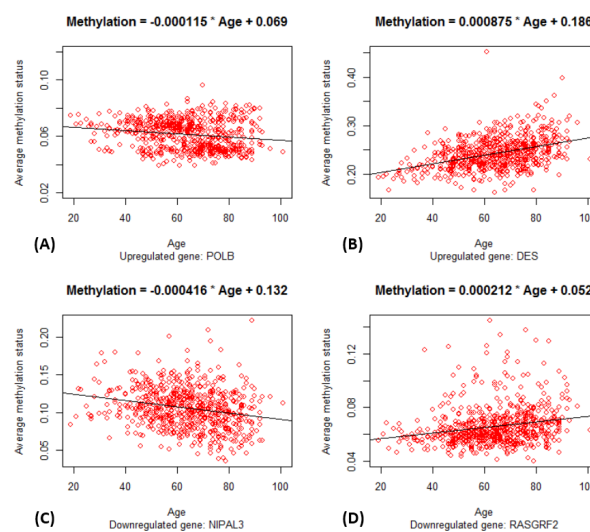 Methylation = -0.000115 * Age + 0.069
Average methylation status
0.10
0.06
0.02
20 40 60 80 100
(A)
Age
Upregulated gene: POLB
Methylation = 0.000875 * Age + 0.186
Average methylation status
0.40
0.30
0.20
20 40 60 80 100
(B)
Age
Upregulated gene: DES
Methylation = -0.000416 * Age + 0.132
Average methylation status
0.20
0.15
0.10
0.05
20 40 60 80 100
(C)
Age
Downregulated gene: NIPAL3
Methylation = 0.000212 * Age + 0.052
Average methylation status
0.12
0.08
0.04
20 40 60 80 100
(D)
Age
Downregulated gene: RASGRF2